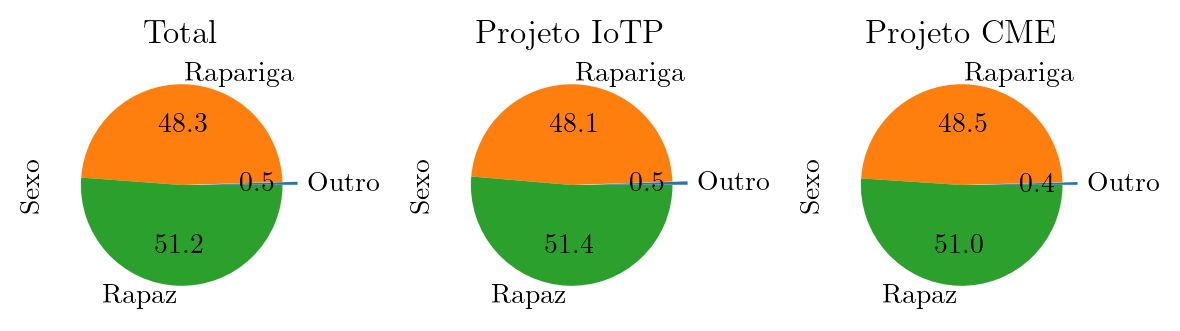 Total
Rapariga
48.3
0.5
Outro
Sexo
51.2
Rapaz
Projeto IoTP
Rapariga
48.1
0.5
Outro
Sexo
51.4
Rapaz
Projeto CME
Rapariga
48.5
0.4
Outro
Sexo
51.0
Rapaz